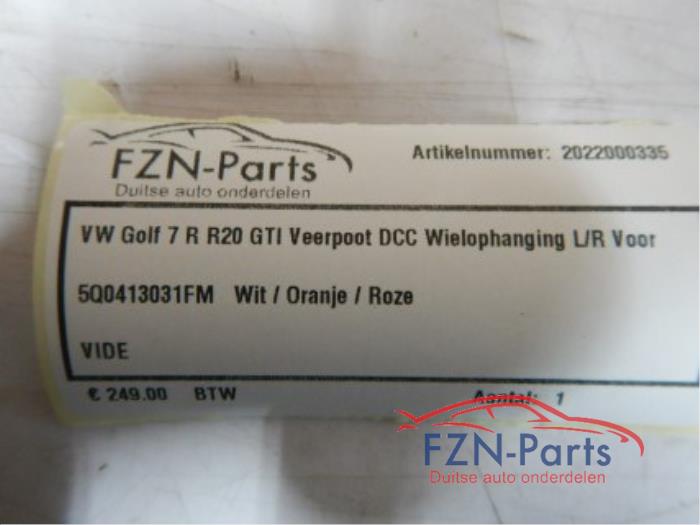 FZN-Parts
Duitse auto onderdelen
Artikelnummer: 2022000335
VW Golf 7 R R20 GTI Veerpoot DCC Wielophanging L/R Voor
5Q0413031FM Wit / Oranje / Roze
VIDE
€ 249.00 BTW
Aantal: 1
FZN-Parts
Duitse auto onderdelen